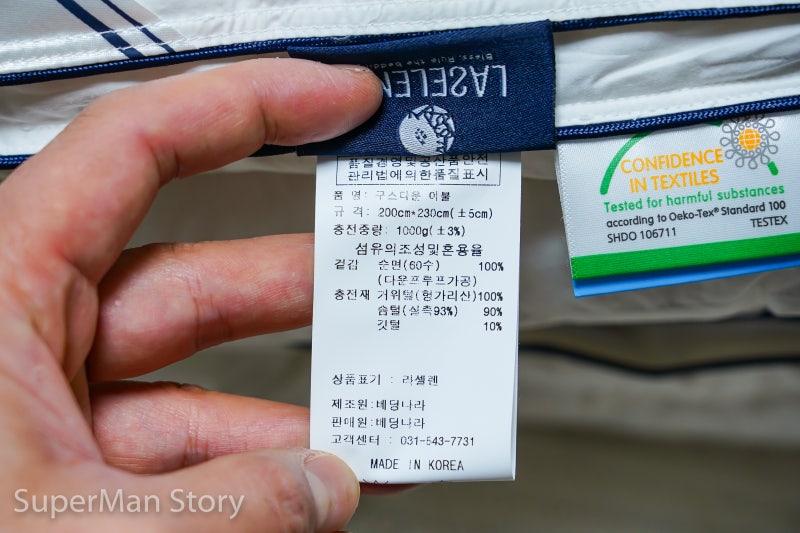 LASELEN
Bless, Rule the bedding
품질경영및공산품안전
관리법에의한품질표시
품 명: 구스다운 이불
규 격: 200cm*230cm(±5cm)
충전중량: 1000g(±3%)
섬유의조성및혼용율
겉감 순면(60수) 100%
(다운프루프가공)
충전재 거위털(헝가리산)100%
솜털(실측93%) 90%
깃털 10%
상품표기 : 라셀렌
제조원:베딩나라
판매원:베딩나라
고객센터 : 031-543-7731
MADE IN KOREA
CONFIDENCE
IN TEXTILES
Tested for harmful substances
according to Oeko-Tex® Standard 100
SHDO 106711 TESTEX
SuperMan Story